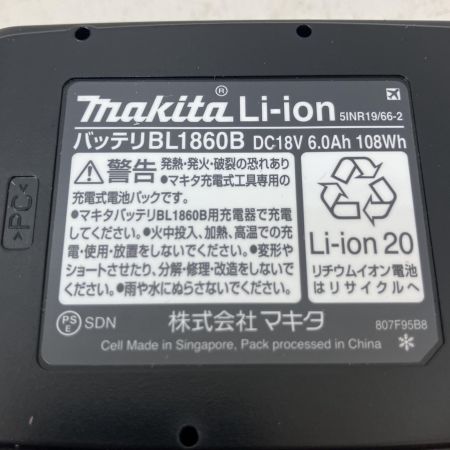 makita® Li-ion 5INR19/66-2
バッテリBL1860B DC18V 6.0Ah 108Wh
⚠警告 発熱・発火・破裂の恐れあり
●マキタ充電式工具専用の
充電式電池パックです。
●マキタバッテリBL1860B用充電器で充電
してください。●火中投入、加熱、高温での充
電・使用・放置をしないでください。●変形や
ショートさせたり、分解・修理・改造をしないで
ください。●雨や水にぬらさないでください。
Li-ion 20
リチウムイオン電池
はリサイクルへ
>PC<
PSE SDN 株式会社 マキタ 807F95B8
Cell Made in Singapore, Pack processed in China *